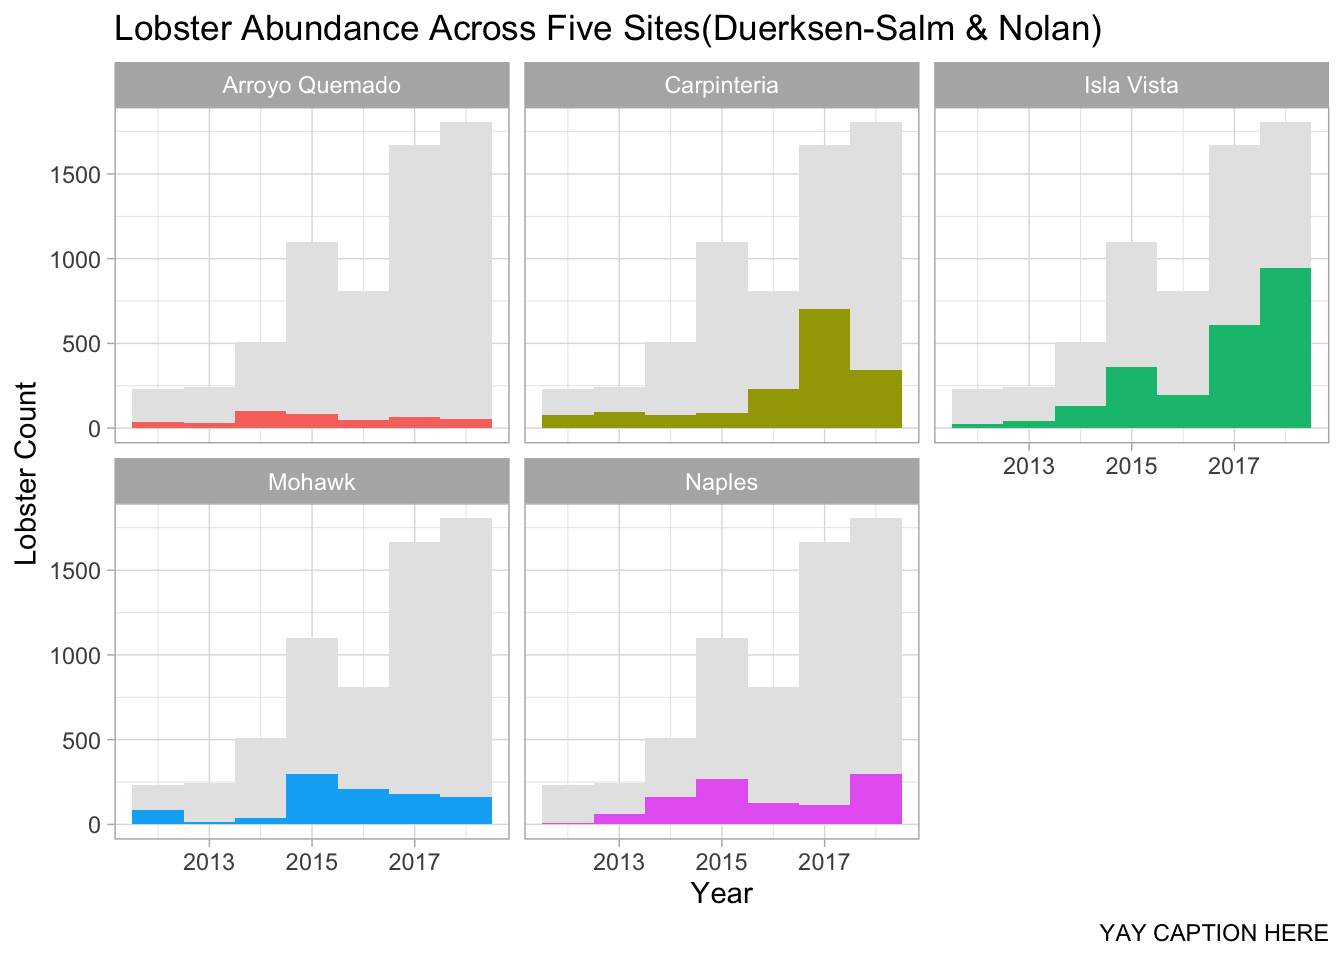 Lobster Abundance Across Five Sites(Duerksen-Salm & Nolan)
Arroyo Quemado
Carpinteria
Isla Vista
1500
1000
500
0
2013 2015 2017
Lobster Count
Mohawk
Naples
1500
1000
500
0
2013 2015 2017
2013 2015 2017
Year
YAY CAPTION HERE